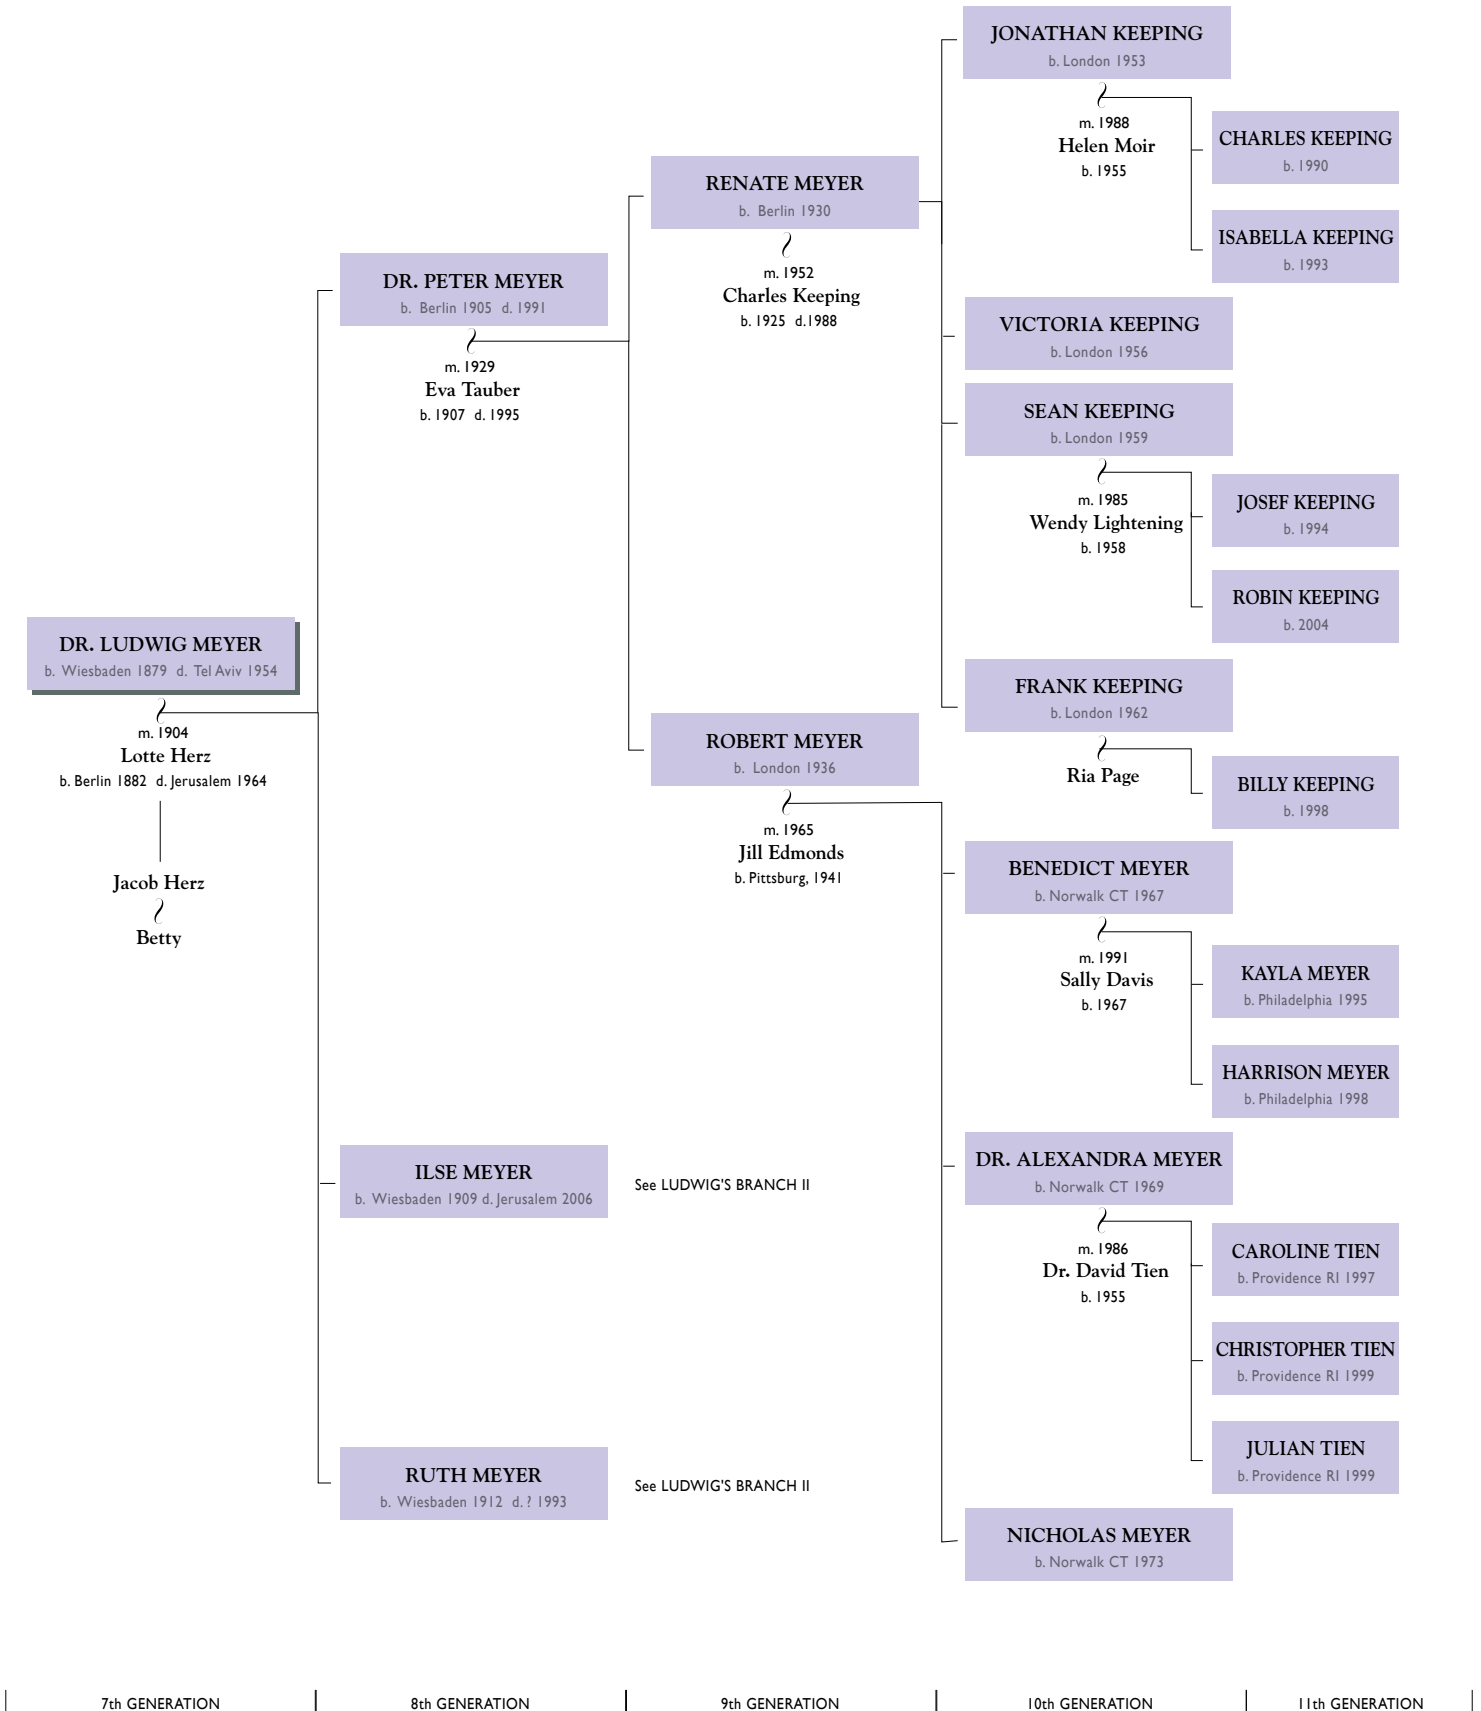 DR. LUDWIG MEYER
b. Wiesbaden 1879 d. Tel Aviv 1954
m. 1904
Lotte Herz
b. Berlin 1882 d. Jerusalem 1964
Jacob Herz
Betty
DR. PETER MEYER
b. Berlin 1905 d. 1991
m. 1929
Eva Tauber
b. 1907 d. 1995
ILSE MEYER
b. Wiesbaden 1909 d. Jerusalem 2006
See LUDWIG'S BRANCH II
RUTH MEYER
b. Wiesbaden 1912 d. ? 1993
See LUDWIG'S BRANCH II
RENATE MEYER
b. Berlin 1930
m. 1952
Charles Keeping
b. 1925 d.1988
ROBERT MEYER
b. London 1936
m. 1965
Jill Edmonds
b. Pittsburg, 1941
JONATHAN KEEPING
b. London 1953
m. 1988
Helen Moir
b. 1955
CHARLES KEEPING
b. 1990
ISABELLA KEEPING
b. 1993
VICTORIA KEEPING
b. London 1956
SEAN KEEPING
b. London 1959
m. 1985
Wendy Lightening
b. 1958
JOSEF KEEPING
b. 1994
ROBIN KEEPING
b. 2004
FRANK KEEPING
b. London 1962
Ria Page
BILLY KEEPING
b. 1998
BENEDICT MEYER
b. Norwalk CT 1967
m. 1991
Sally Davis
b. 1967
KAYLA MEYER
b. Philadelphia 1995
HARRISON MEYER
b. Philadelphia 1998
DR. ALEXANDRA MEYER
b. Norwalk CT 1969
m. 1986
Dr. David Tien
b. 1955
CAROLINE TIEN
b. Providence RI 1997
CHRISTOPHER TIEN
b. Providence RI 1999
JULIAN TIEN
b. Providence RI 1999
NICHOLAS MEYER
b. Norwalk CT 1973
7th GENERATION
8th GENERATION
9th GENERATION
10th GENERATION
11th GENERATION